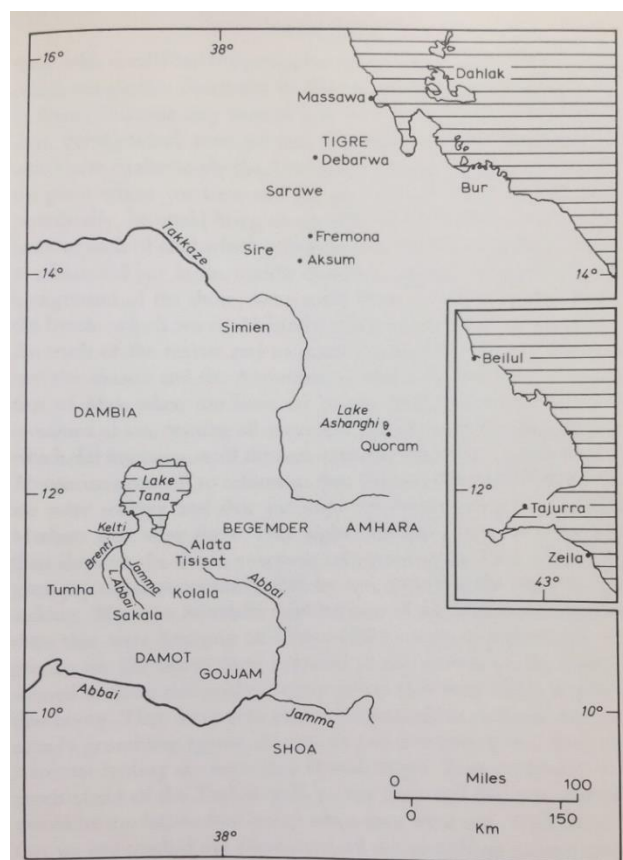 38°
16°
Dahlak
Massawa
TIGRE
Debarwa
Bur
Sarawe
Fremona
Takkaze
Sire
Aksum
14°
14°
Simien
Beilul
DAMBIA
Lake
Ashanghi
Quoram
Lake
Tana
12°
12°
Tajurra
Kelti
BEGEMDER
AMHARA
Alata
Brenti
Tisisat
Zeila
Jamma
Abbai
43°
Tumha
Abbai
Kolala
Sakala
DAMOT
GOJJAM
Abbai
10°
Jamma
10°
SHOA
Miles
0
100
0
150
Km
38°